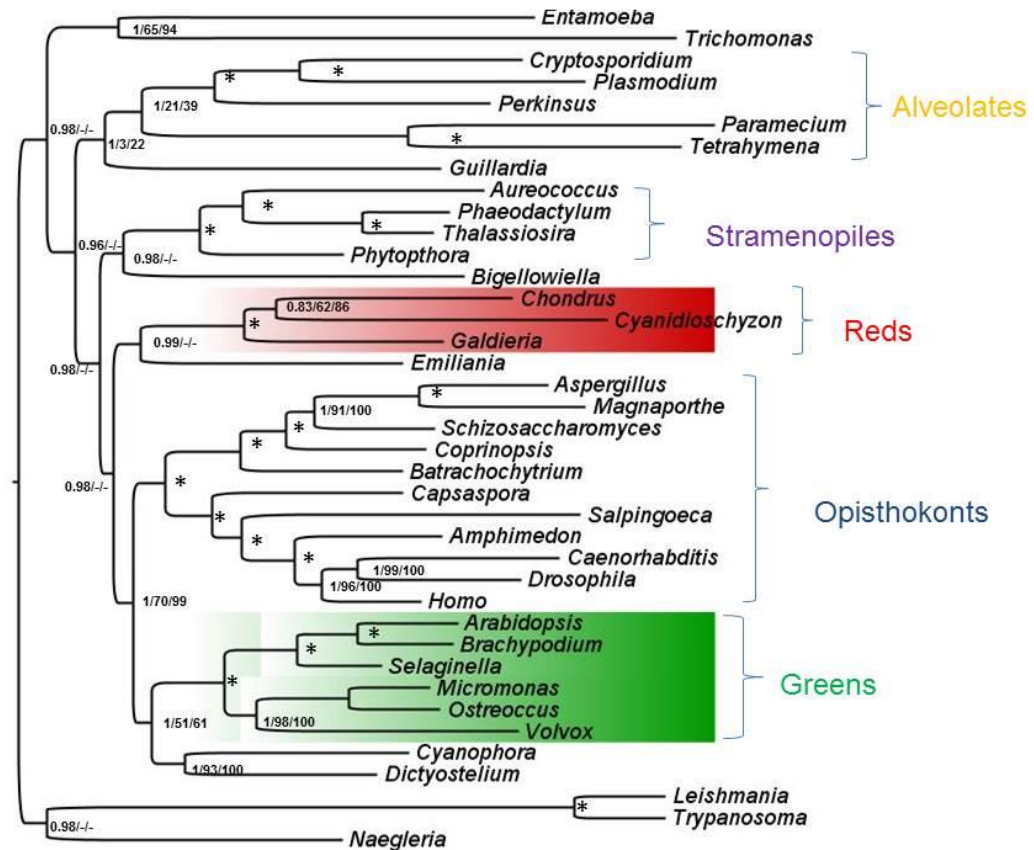 Entamoeba
1/65/94
Trichomonas
Cryptosporidium
*
*
Plasmodium
1/21/39
Perkinsus
Alveolates
0.98/-/-
Paramecium
1/3/22
*
Tetrahymena
Guillardia
Aureococcus
*
Phaeodactylum
*
*
Thalassiosira
Stramenopiles
0.96/-/-
0.98/-/-
Phytopthora
Bigellowiella
Chondrus
0.83/62/86
*
Cyanidioschyzon
Reds
0.99/-/-
Galdieria
Emiliania
0.98/-/-
Aspergillus
*
Magnaporthe
1/91/100
*
Schizosaccharomyces
*
Coprinopsis
Batrachochytrium
0.98/-/-
*
Capsaspora
Opisthokonts
*
Salpingoeca
*
Amphimedon
*
Caenorhabditis
1/99/100
Drosophila
1/96/100
1/70/99
Homo
Arabidopsis
*
*
Brachypodium
Selaginella
*
Micromonas
Greens
Ostreoccus
1/51/61
1/98/100
Volvox
Cyanophora
1/93/100
Dictyostelium
Leishmania
*
Trypanosoma
0.98/-/-
Naegleria